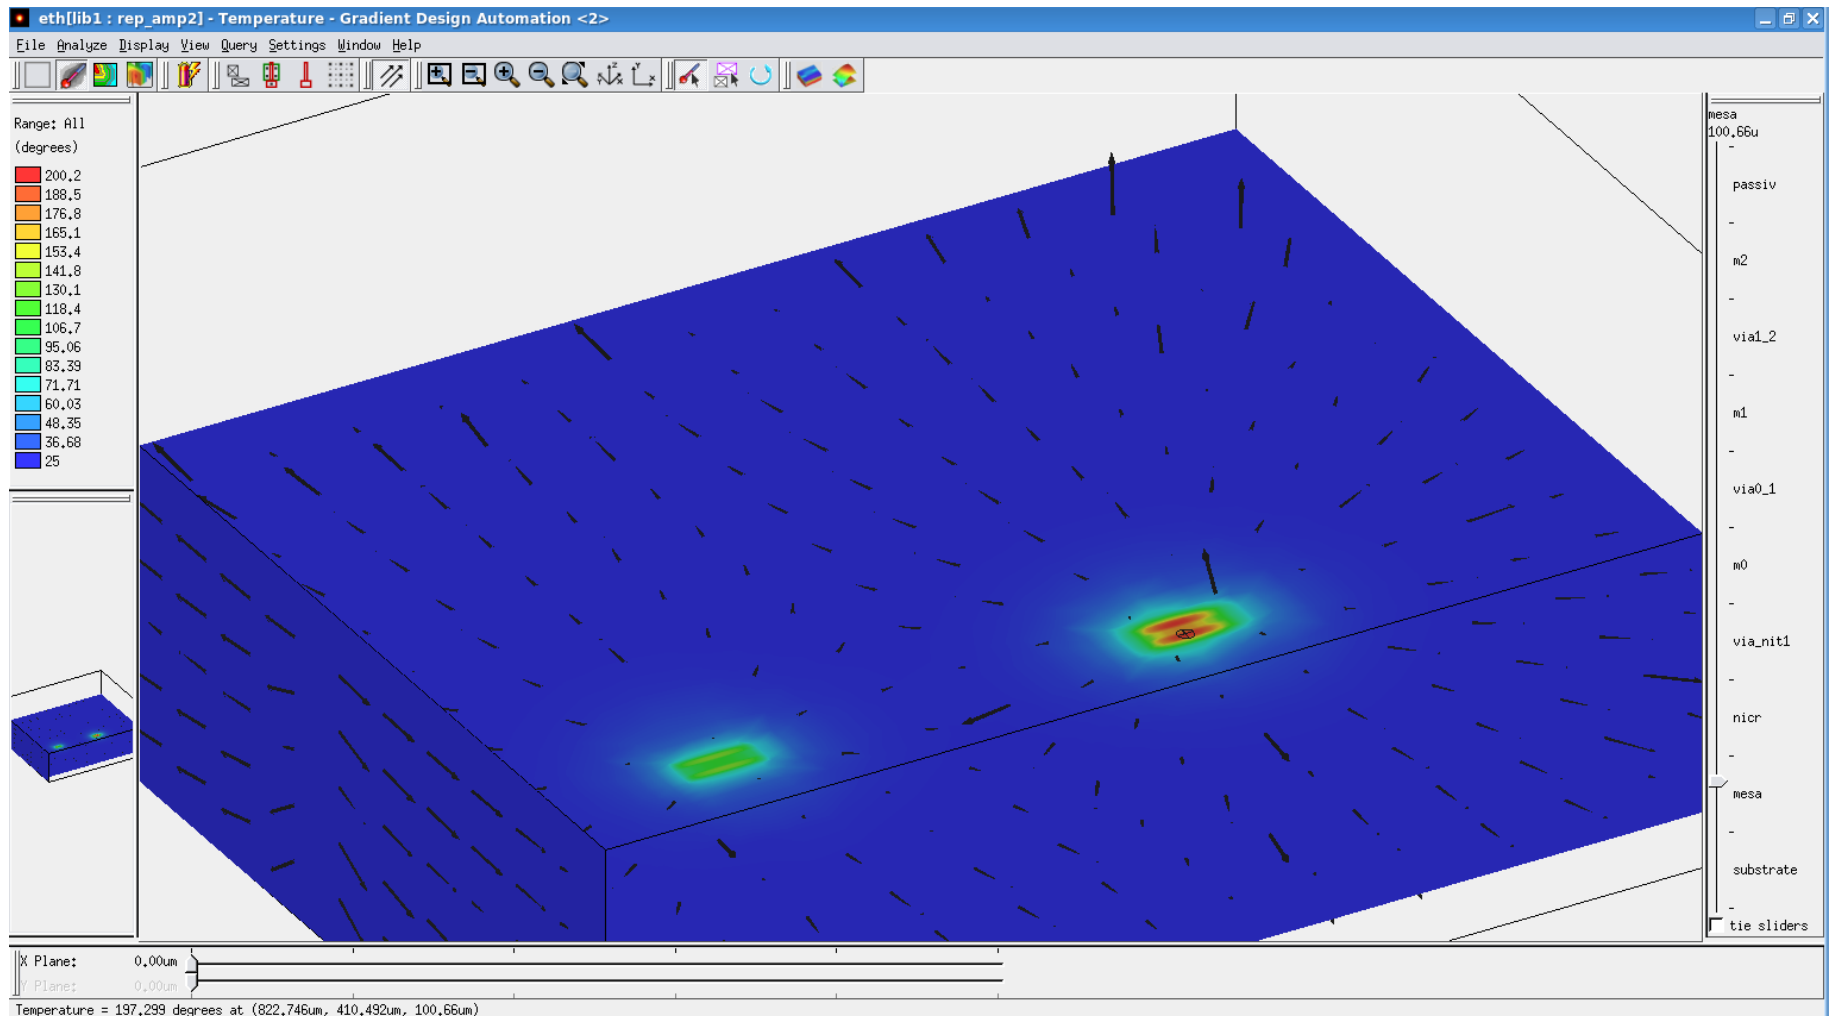 eth[lib1 : rep_amp2] - Temperature - Gradient Design Automation <2>
File Analyze Display View Query Settings Window Help
Range: All
(degrees)
200.2
188.5
176.8
165.1
153.4
141.8
130.1
118.4
106.7
95.06
83.39
71.71
60.03
48.35
36.68
25
Z
Y
X
mesa
100.66u
passiv
m2
via1_2
m1
via0_1
m0
via_nit1
nicr
mesa
substrate
tie sliders
X Plane: 0.00um
Y Plane: 0.00um
Temperature = 197.299 degrees at (822.746um, 410.492um, 100.66um)